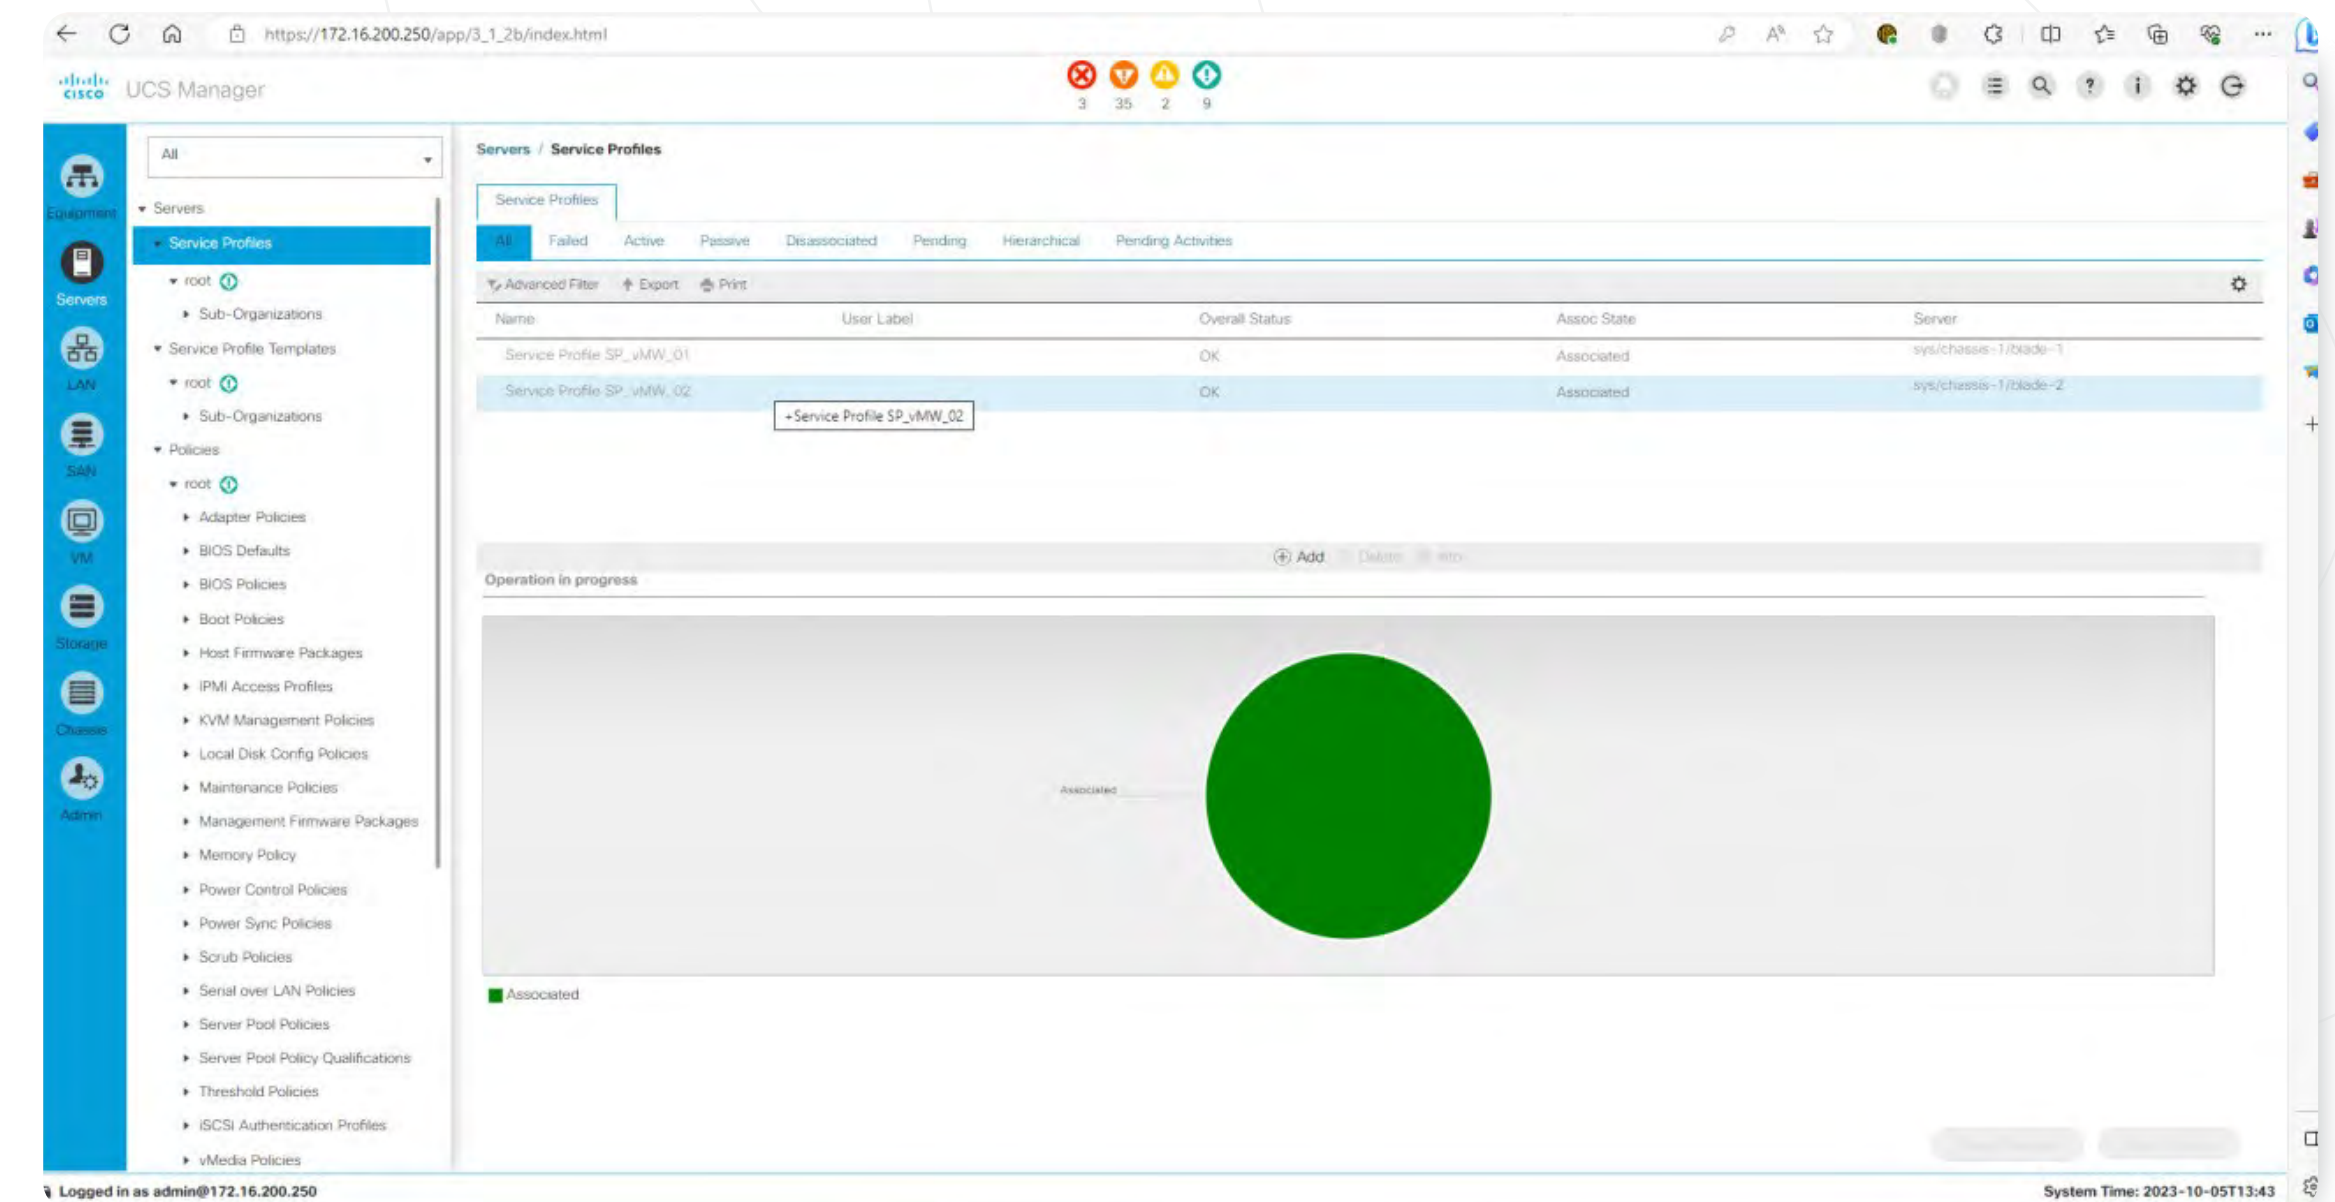 https://172.16.200.250/app/3_1_2b/index.html
cisco UCS Manager
3 35 2 9
Equipment
Servers
LAN
SAN
VM
Storage
Chassis
Admin
All
Servers
Service Profiles
root
Sub-Organizations
Service Profile Templates
root
Sub-Organizations
Policies
root
Adapter Policies
BIOS Defaults
BIOS Policies
Boot Policies
Host Firmware Packages
IPMI Access Profiles
KVM Management Policies
Local Disk Config Policies
Maintenance Policies
Management Firmware Packages
Memory Policy
Power Control Policies
Power Sync Policies
Scrub Policies
Serial over LAN Policies
Server Pool Policies
Server Pool Policy Qualifications
Threshold Policies
iSCSI Authentication Profiles
vMedia Policies
Servers / Service Profiles
Service Profiles
All Failed Active Passive Disassociated Pending Hierarchical Pending Activities
Advanced Filter Export Print
Name User Label Overall Status Assoc State Server
Service Profile SP_vMW_01 OK Associated sys/chassis-1/blade-1
Service Profile SP_vMW_02 OK Associated sys/chassis-1/blade-2
+Service Profile SP_vMW_02
Add Delete Info
Operation in progress
Associated
Associated
Logged in as admin@172.16.200.250
System Time: 2023-10-05T13:43